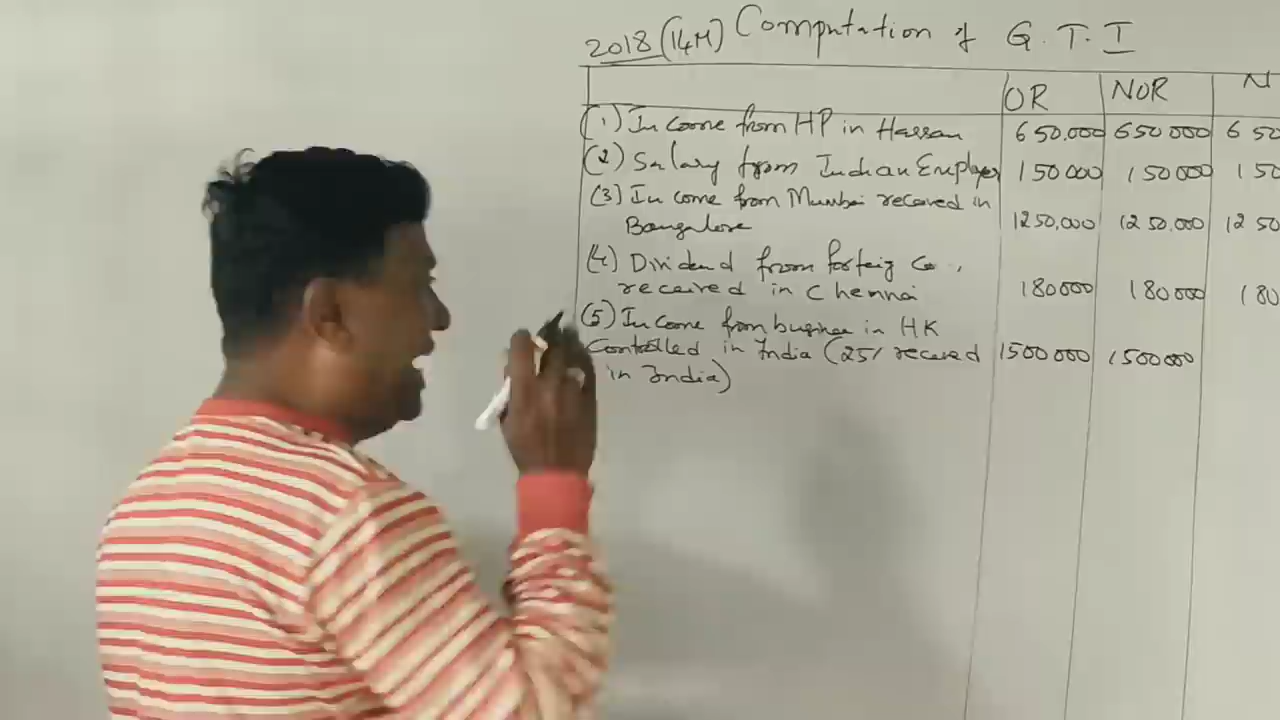 2018 (14M) Computation of G.T.I
OR NOR N
(1) Income from HP in Hassan 650.000 650000 650
(2) Salary from Indian Employer 150000 150000 150
(3) Income from Mumbai received in
Bangalore 1250,000 1250,000 1250
(4) Dividend from Co.,
received in Chennai 180000 180000 180
(5) Income from business in HK
Controlled in India (25% received 1500000 1500000
in India)